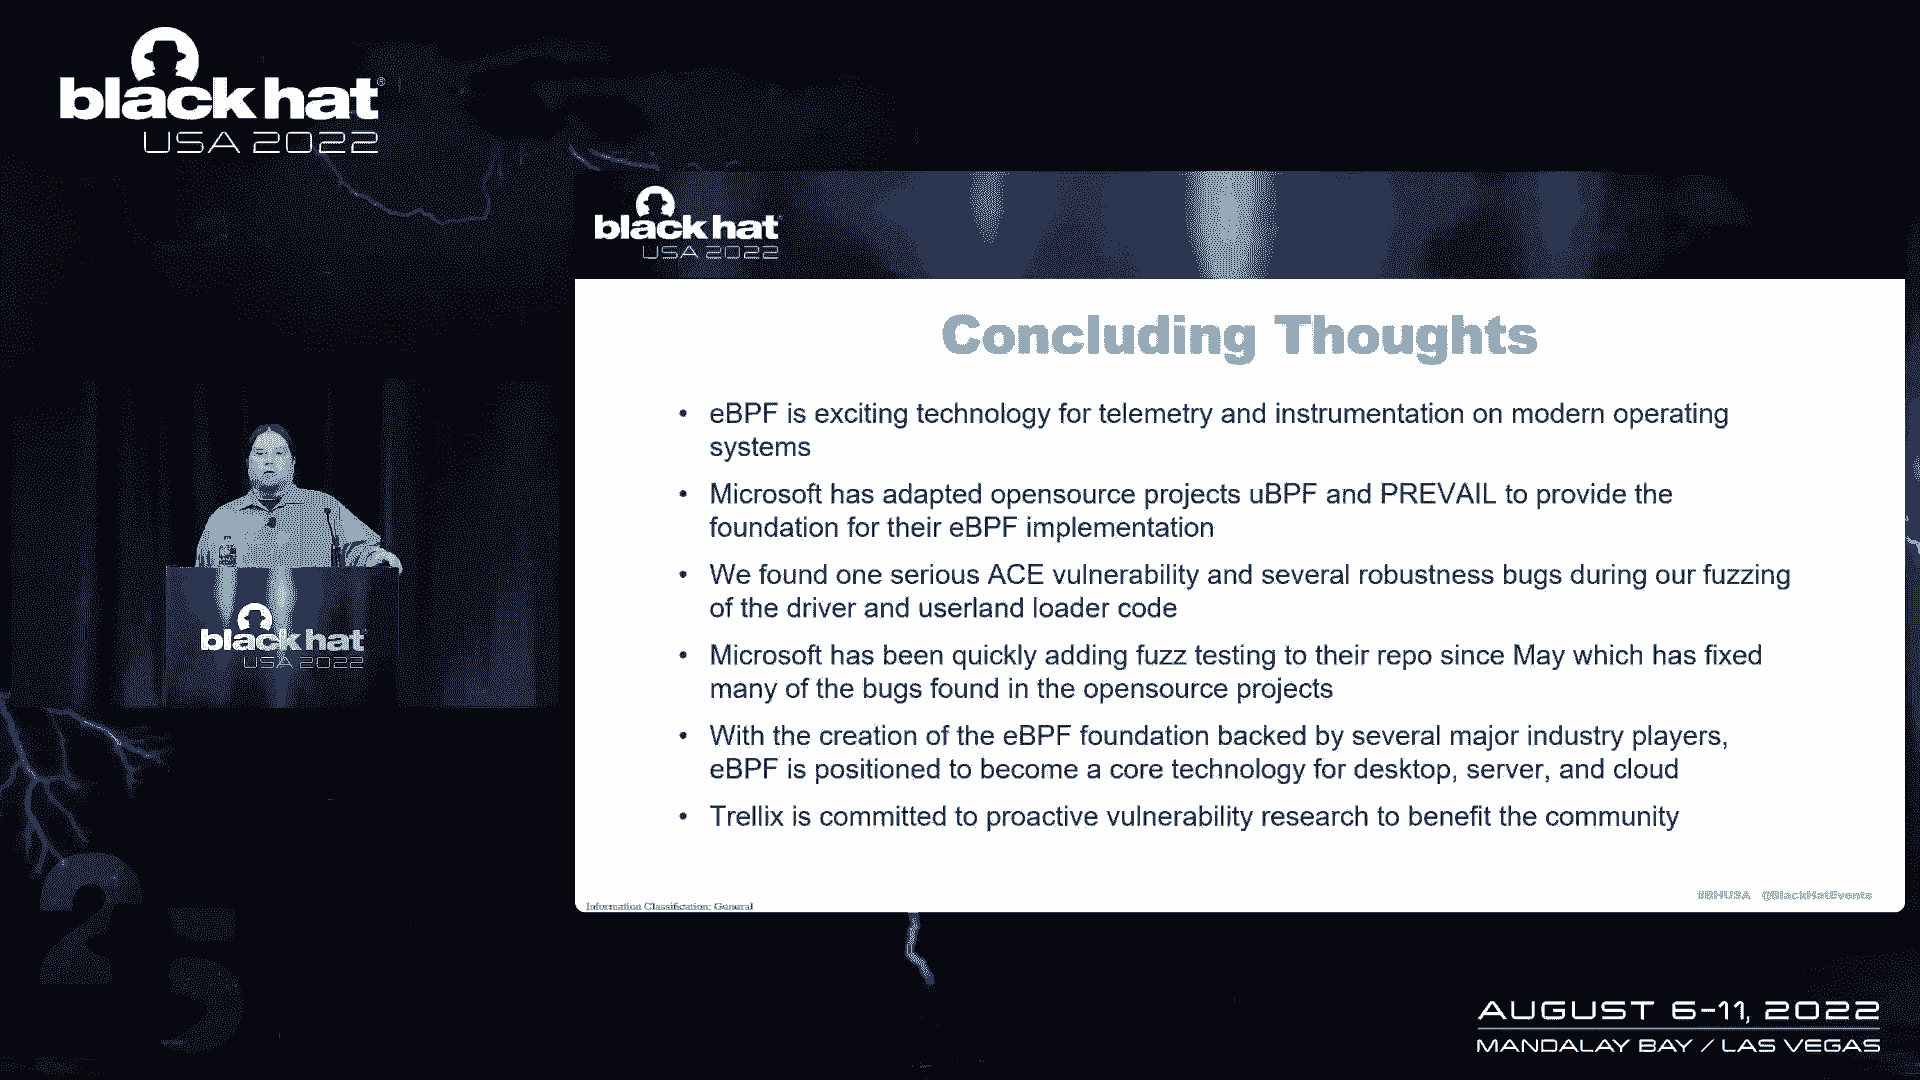 black hat
USA 2022
black hat
USA 2022
Concluding Thoughts
• eBPF is exciting technology for telemetry and instrumentation on modern operating
systems
• Microsoft has adapted opensource projects uBPF and PREVAIL to provide the
foundation for their eBPF implementation
• We found one serious ACE vulnerability and several robustness bugs during our fuzzing
of the driver and userland loader code
• Microsoft has been quickly adding fuzz testing to their repo since May which has fixed
many of the bugs found in the opensource projects
• With the creation of the eBPF foundation backed by several major industry players,
eBPF is positioned to become a core technology for desktop, server, and cloud
• Trellix is committed to proactive vulnerability research to benefit the community
#BHUSA @BlackHatEvents
Information Classification: General
black hat
USA 2022
25
AUGUST 6-11, 2022
MANDALAY BAY / LAS VEGAS